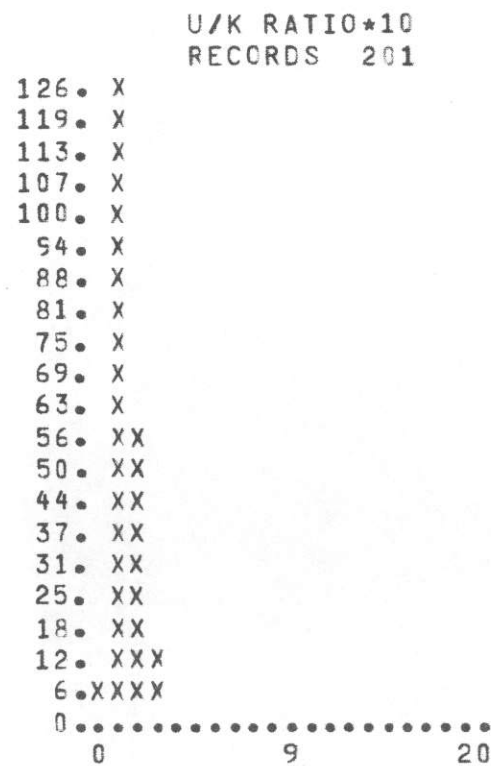 U/K RATIO*10
RECORDS 201
126. X
119. X
113. X
107. X
100. X
94. X
88. X
81. X
75. X
69. X
63. X
56. XX
50. XX
44. XX
37. XX
31. XX
25. XX
18. XX
12. XXX
6.XXXX
0.......................
0 9 20